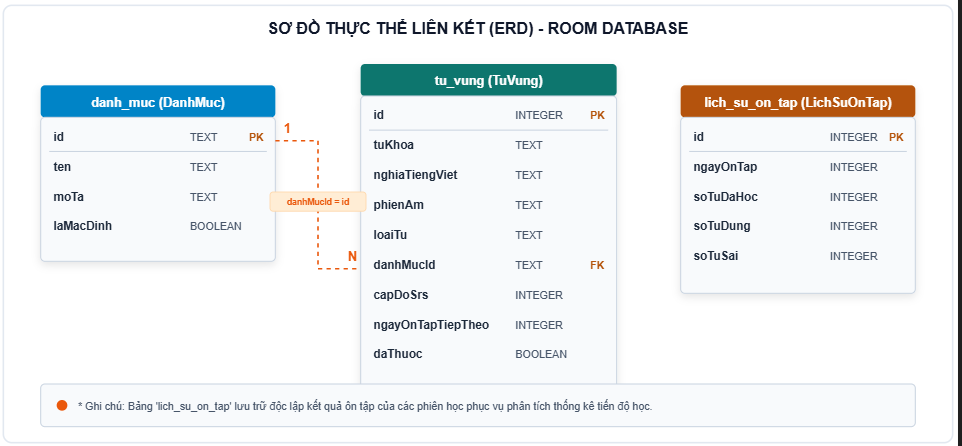 SƠ ĐỒ THỰC THỂ LIÊN KẾT (ERD) - ROOM DATABASE
danh_muc (DanhMuc)
id TEXT PK
ten TEXT
moTa TEXT
laMacDinh BOOLEAN
1
danhMucId = id
N
tu_vung (TuVung)
id INTEGER PK
tuKhoa TEXT
nghiaTiengViet TEXT
phienAm TEXT
loaiTu TEXT
danhMucId TEXT FK
capDoSrs INTEGER
ngayOnTapTiepTheo INTEGER
daThuoc BOOLEAN
lich_su_on_tap (LichSuOnTap)
id INTEGER PK
ngayOnTap INTEGER
soTuDaHoc INTEGER
soTuDung INTEGER
soTuSai INTEGER
* Ghi chú: Bảng 'lich_su_on_tap' lưu trữ độc lập kết quả ôn tập của các phiên học phục vụ phân tích thống kê tiến độ học.